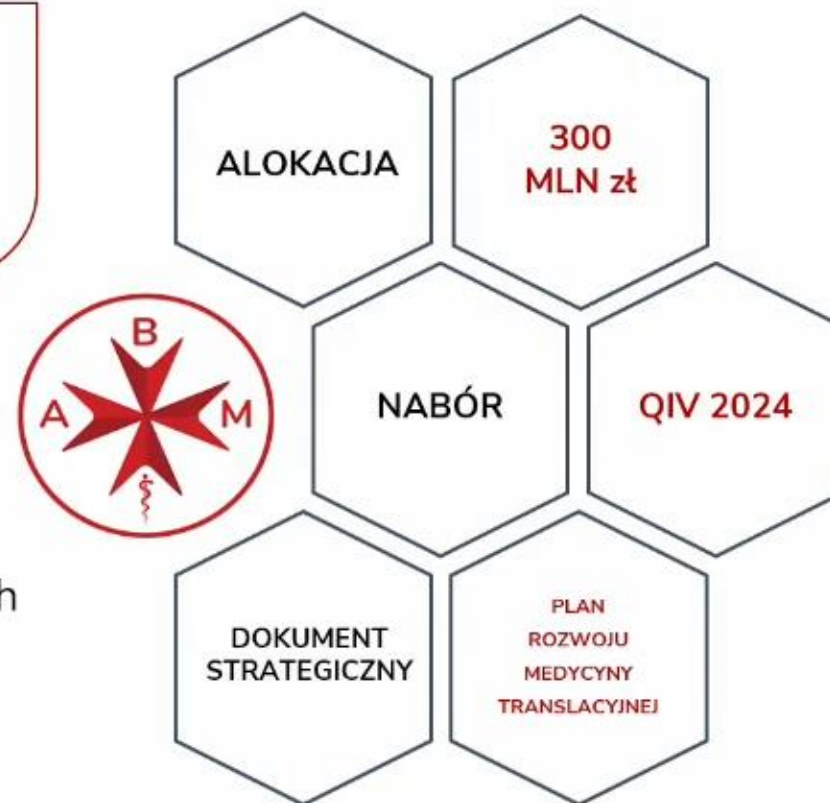 ALOKACJA
300
MLN zł
B
A M
NABÓR
QIV 2024
h
DOKUMENT
STRATEGICZNY
PLAN
ROZWOJU
MEDYCYNY
TRANSLACYJNEJ